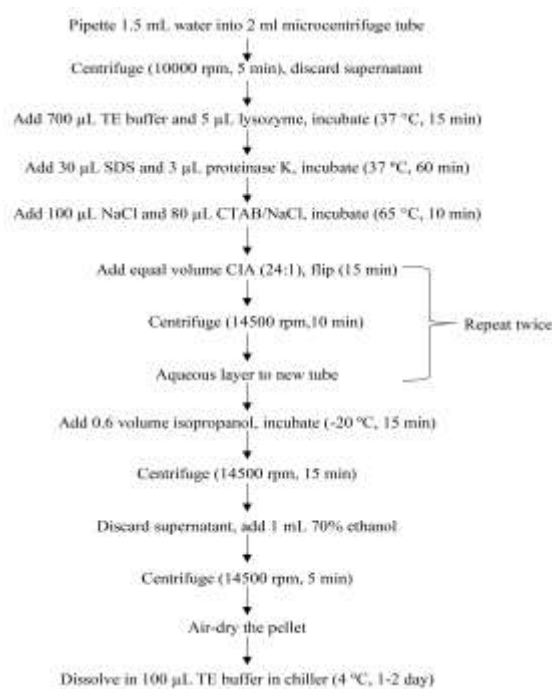 Pipette 1.5 mL water into 2 ml microcentrifuge tube
Centrifuge (10000 rpm, 5 min), discard supernatant
Add 700 µL TE buffer and 5 µL lysozyme, incubate (37 °C, 15 min)
Add 30 µL SDS and 3 µL proteinase K, incubate (37 °C, 60 min)
Add 100 µL NaCl and 80 µL CTAB/NaCl, incubate (65 °C, 10 min)
Add equal volume CIA (24:1), flip (15 min)
Centrifuge (14500 rpm,10 min)
Repeat twice
Aqueous layer to new tube
Add 0.6 volume isopropanol, incubate (-20 °C, 15 min)
Centrifuge (14500 rpm, 15 min)
Discard supernatant, add 1 mL 70% ethanol
Centrifuge (14500 rpm, 5 min)
Air-dry the pellet
Dissolve in 100 µL TE buffer in chiller (4 °C, 1-2 day)